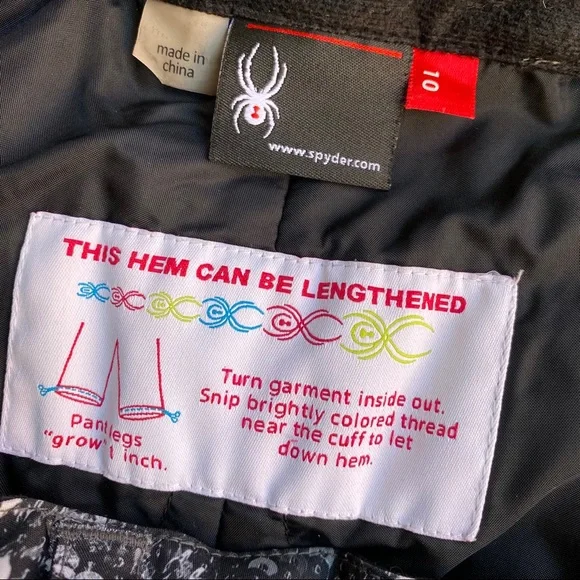 made in
china
www.spyder.com
10
THIS HEM CAN BE LENGTHENED
Pant legs
"grow" 1 inch.
Turn garment inside out.
Snip brightly colored thread
near the cuff to let
down hem.